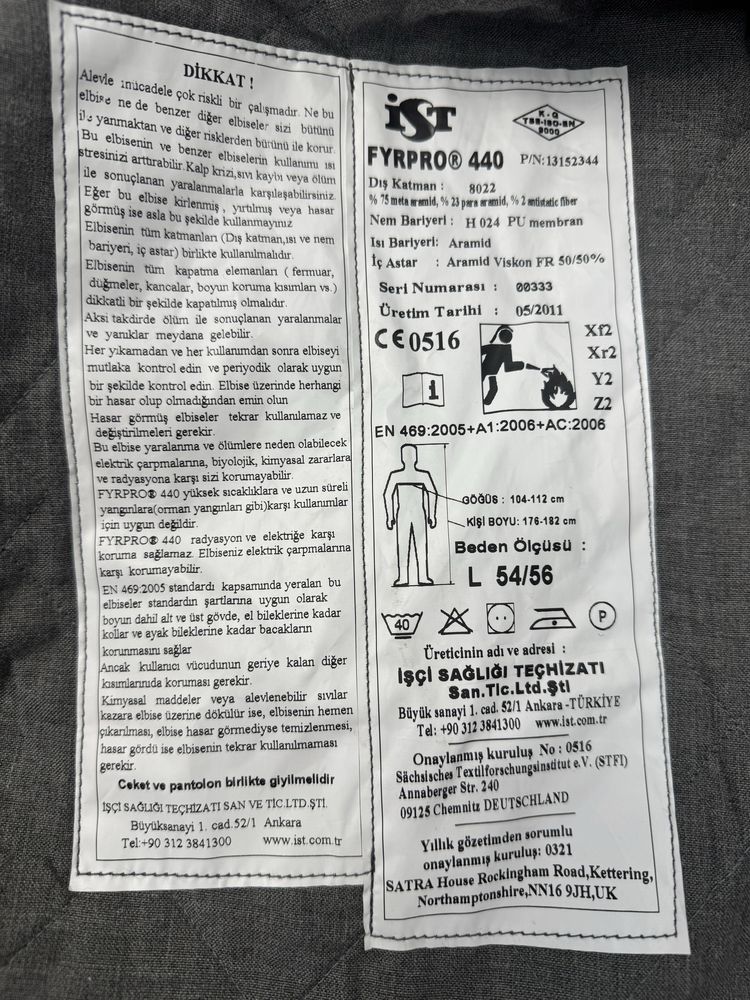 DİKKAT !
Alevle mücadele çok riskli bir çalışmadır. Ne bu
elbise ne de benzer diğer elbiseler sizi bütünü
ile yanmaktan ve diğer risklerden bürünü ile korur.
Bu elbisenin ve benzer elbiselerin kullanımı ısı
stresinizi arttırabilir.Kalp krizi,sıvı kaybı veya ölüm
ile sonuçlanan yaralanmalarla karşılaşabilirsiniz.
Eğer bu elbise kirlenmiş , yırtılmış veya hasar
görmüş ise asla bu şekilde kullanmayınız
Elbisenin tüm katmanları (Dış katman,ısı ve nem
bariyeri, iç astar) birlikte kullanılmalıdır.
Elbisenin tüm kapatma elemanları ( fermuar,
düğmeler, kancalar, boyun koruma kısımları vs.)
dikkatli bir şekilde kapatılmış olmalıdır.
Aksi takdirde ölüm ile sonuçlanan yaralanmalar
ve yanıklar meydana gelebilir.
Her yıkamadan ve her kullanımdan sonra elbiseyi
mutlaka kontrol edin ve periyodik olarak uygun
bir şekilde kontrol edin. Elbise üzerinde herhangi
bir hasar olup olmadığından emin olun
Hasar görmüş elbiseler tekrar kullanılamaz ve
değiştirilmeleri gerekir.
Bu elbise yaralanma ve ölümlere neden olabilecek
elektrik çarpmalarına, biyolojik, kimyasal zararlara
ve radyasyona karşı sizi korumayabilir.
FYRPRO® 440 yüksek sıcaklıklara ve uzun süreli
yangınlara(orman yangınları gibi)karşı kullanımlar
için uygun değildir.
FYRPRO® 440 radyasyon ve elektriğe karşı
koruma sağlamaz. Elbiseniz elektrik çarpmalarına
karşı korumayabilir.
EN 469:2005 standardı kapsamında yeralan bu
elbiseler standardın şartlarına uygun olarak
boyun dahil alt ve üst gövde, el bileklerine kadar
kollar ve ayak bileklerine kadar bacakların
korunmasını sağlar
Ancak kullanıcı vücudunun geriye kalan diğer
kısımlarında koruması gerekir.
Kimyasal maddeler veya alevlenebilir sıvılar
kazara elbise üzerine dökülür ise, elbisenin hemen
çıkarılması, elbise hasar görmediyse temizlenmesi,
hasar gördü ise elbisenin tekrar kullanılmaması
gerekir.
Ceket ve pantolon birlikte giyilmelidir
İŞÇİ SAĞLIĞI TEÇHİZATI SAN VE TİC.LTD.ŞTİ.
Büyüksanayi 1. cad.52/1 Ankara
Tel:+90 312 3841300 www.ist.com.tr
iST
K - Q
TSE-ISO-EN
9000
FYRPRO® 440 P/N:13152344
Dış Katman : 8022
% 75 meta aramid, % 23 para aramid, % 2 antistatic fiber
Nem Bariyeri : H 024 PU membran
Isı Bariyeri: Aramid
İç Astar : Aramid Viskon FR 50/50%
Seri Numarası : 00333
Üretim Tarihi : 05/2011
CE 0516
Xf2
Xr2
Y2
Z2
i
EN 469:2005+A1:2006+AC:2006
GÖĞÜS : 104-112 cm
KİŞİ BOYU: 176-182 cm
Beden Ölçüsü :
L 54/56
40
P
Üreticinin adı ve adresi :
İŞÇİ SAĞLIĞI TEÇHİZATI
San.Tic.Ltd.Şti
Büyük sanayi 1. cad. 52/1 Ankara -TÜRKİYE
Tel: +90 312 3841300 www.ist.com.tr
Onaylanmış kuruluş No : 0516
Sächsisches Textilforschungsinstitut e.V. (STFI)
Annaberger Str. 240
09125 Chemnitz DEUTSCHLAND
Yıllık gözetimden sorumlu
onaylanmış kuruluş: 0321
SATRA House Rockingham Road,Kettering,
Northamptonshire,NN16 9JH,UK